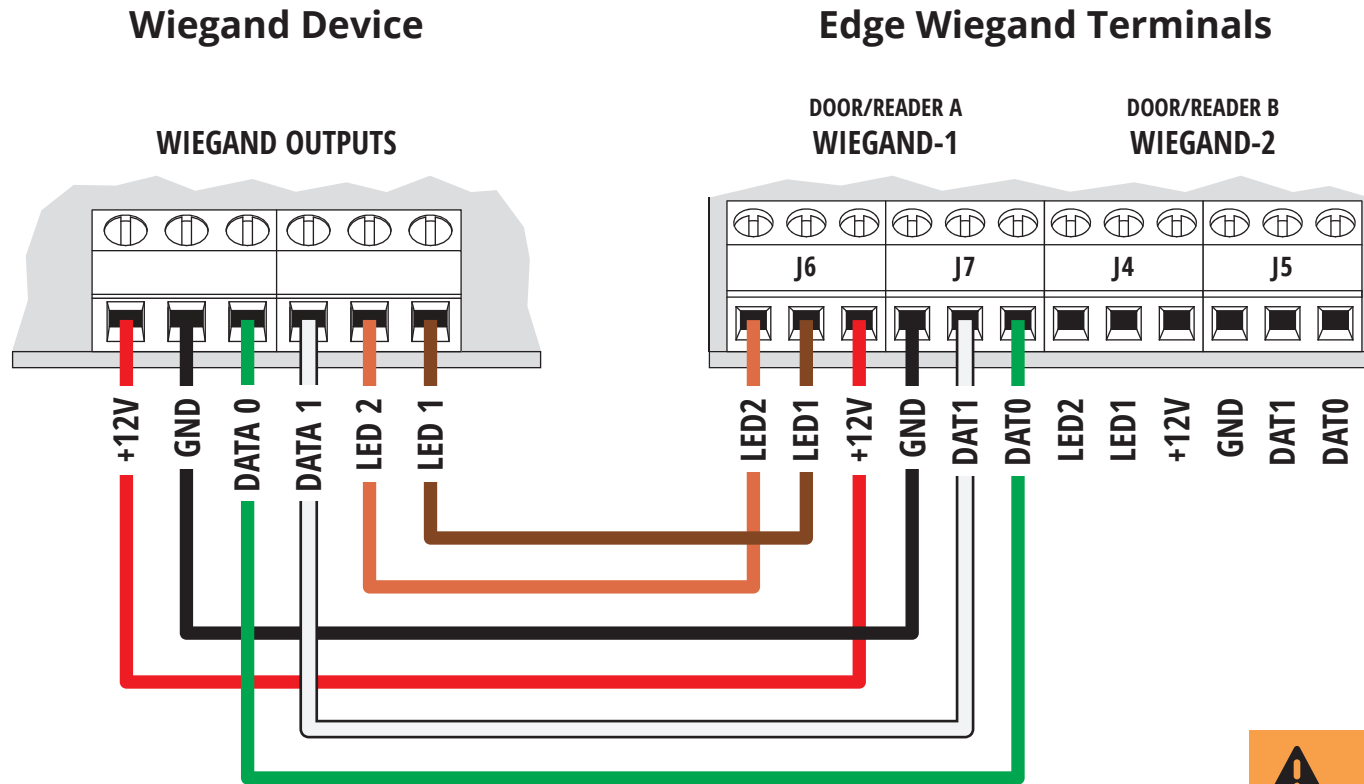 Wiegand Device
Edge Wiegand Terminals
DOOR/READER A
DOOR/READER B
WIEGAND OUTPUTS
WIEGAND-1
WIEGAND-2
J6
J7
J4
J5
+12V
GND
DATA 0
DATA 1
LED 2
LED 1
LED2
LED1
+12V
GND
DAT1
DAT0
LED2
LED1
+12V
GND
DAT1
DAT0